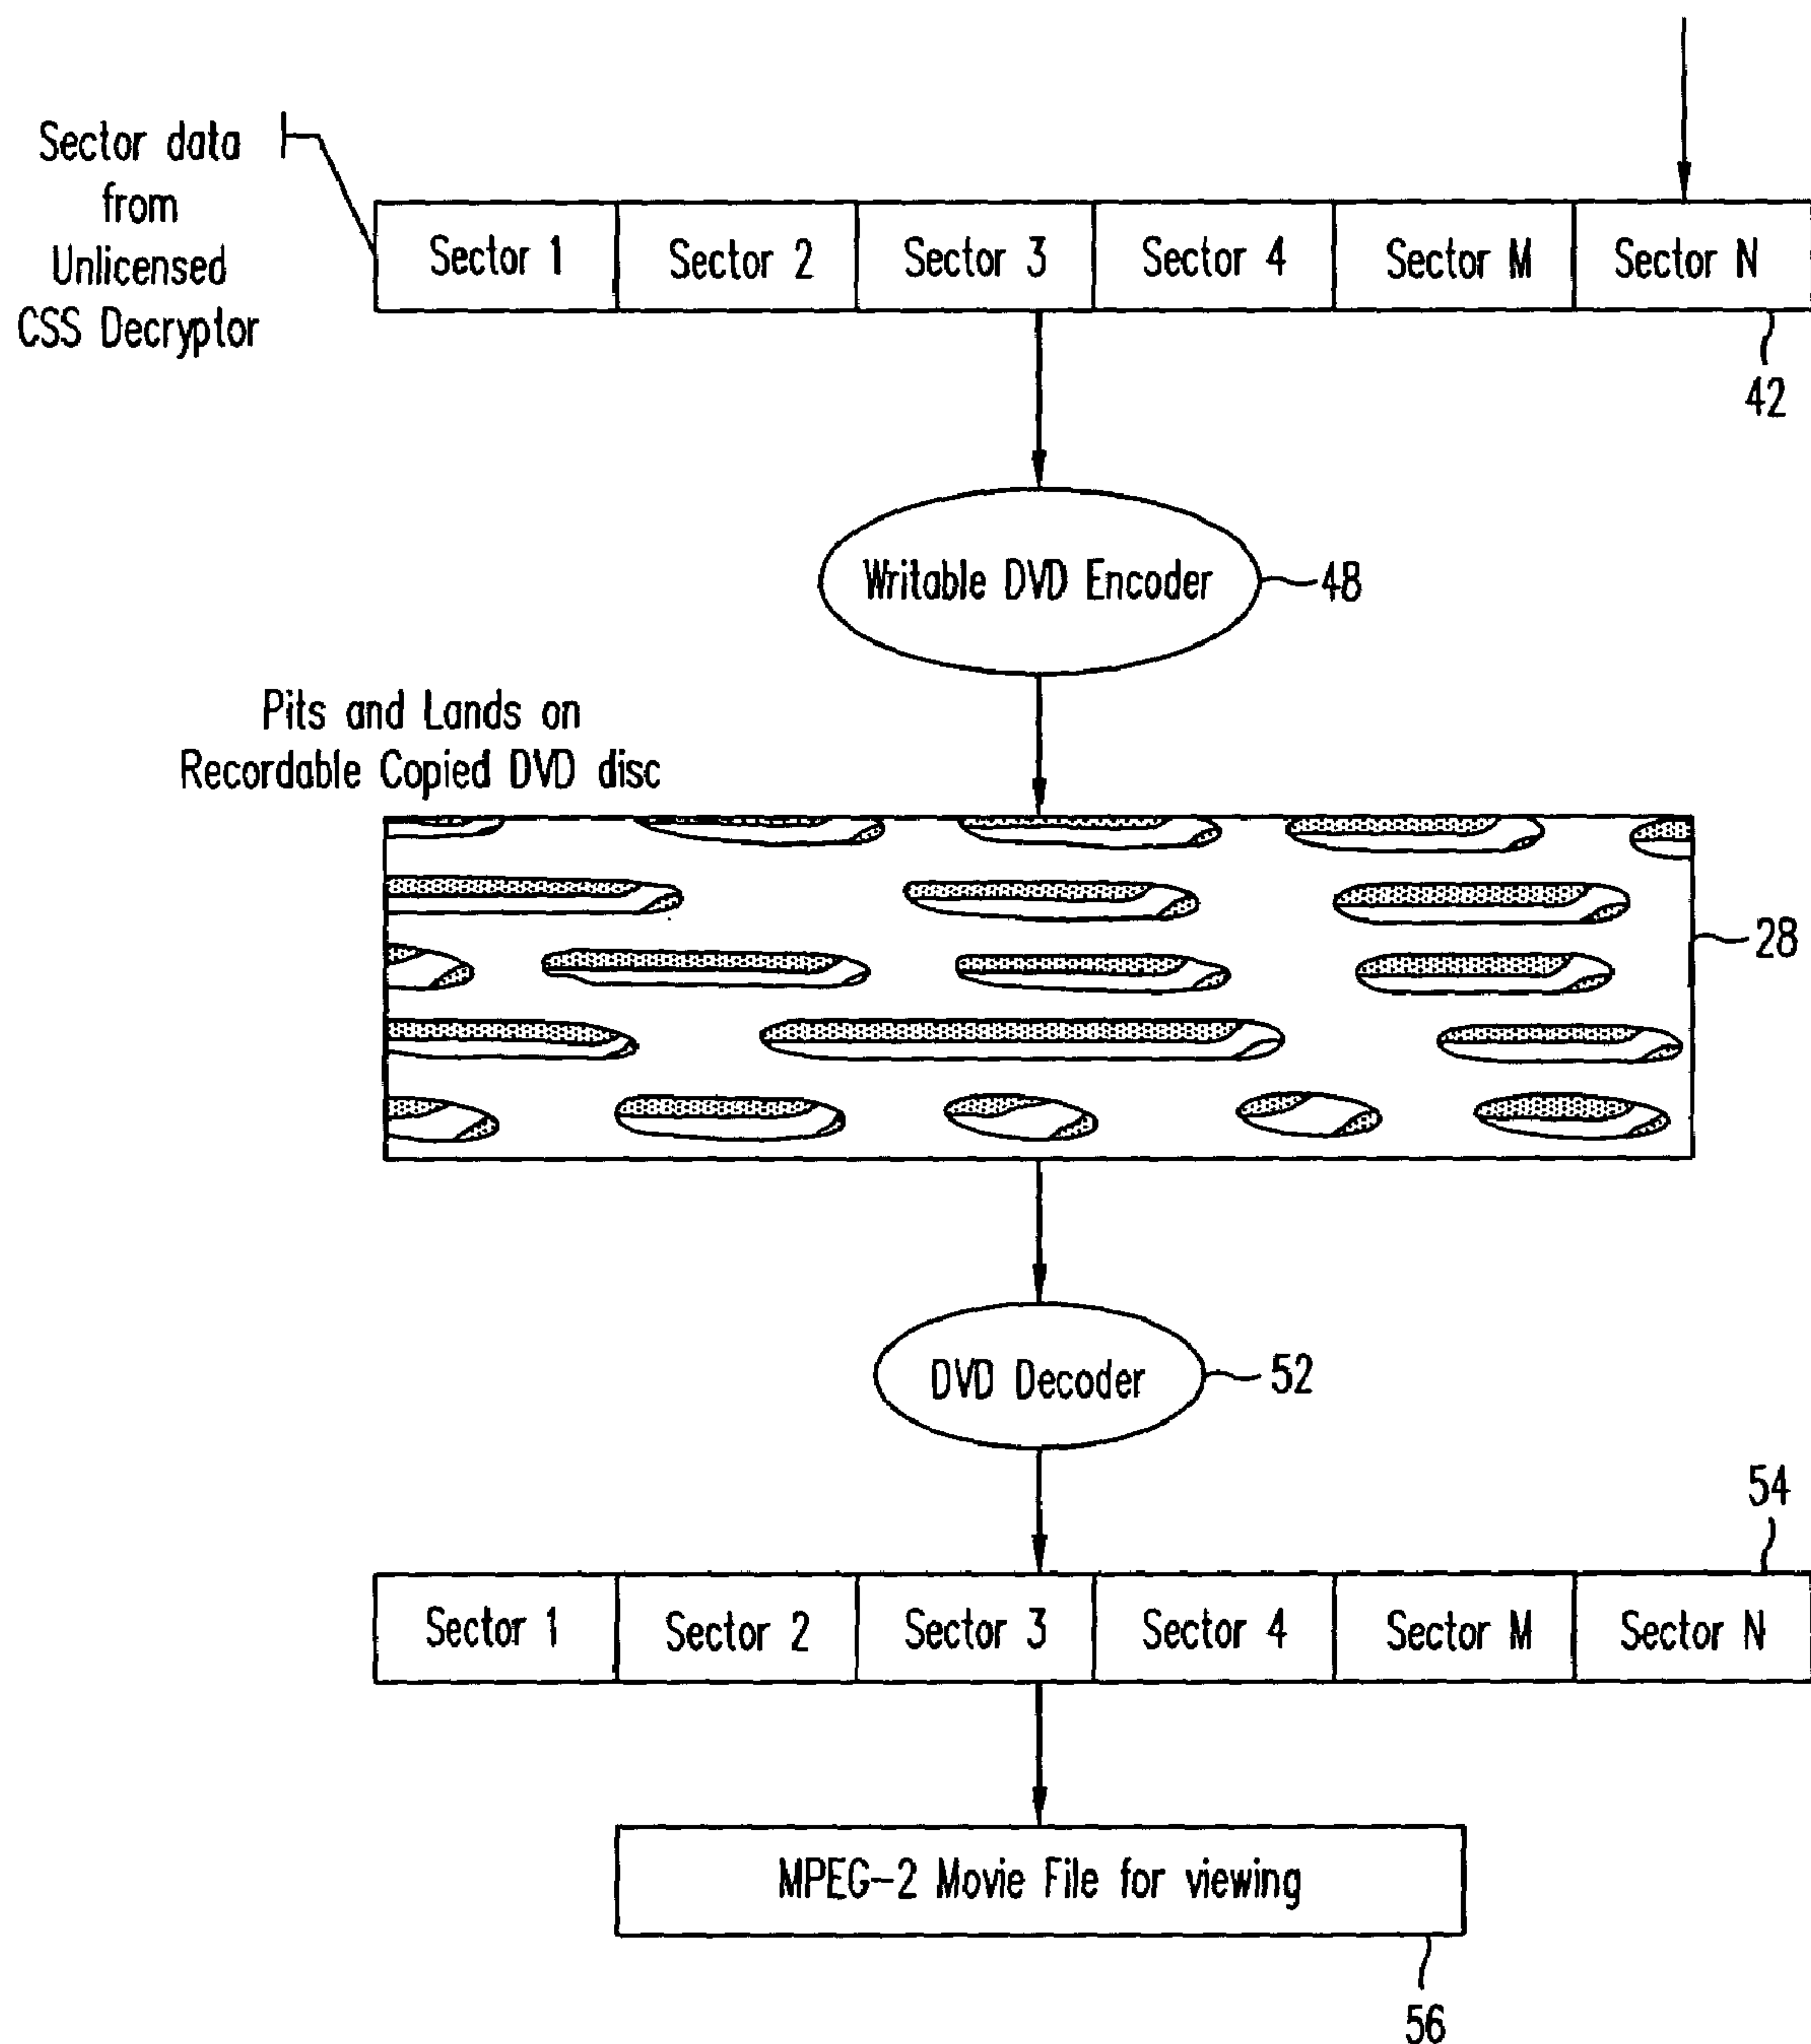 Sector data
from
Unlicensed
CSS Decryptor
Sector 1 Sector 2 Sector 3 Sector 4 Sector M Sector N
42
Writable DVD Encoder 48
Pits and Lands on
Recordable Copied DVD disc
28
DVD Decoder 52
54
Sector 1 Sector 2 Sector 3 Sector 4 Sector M Sector N
MPEG-2 Movie File for viewing
56